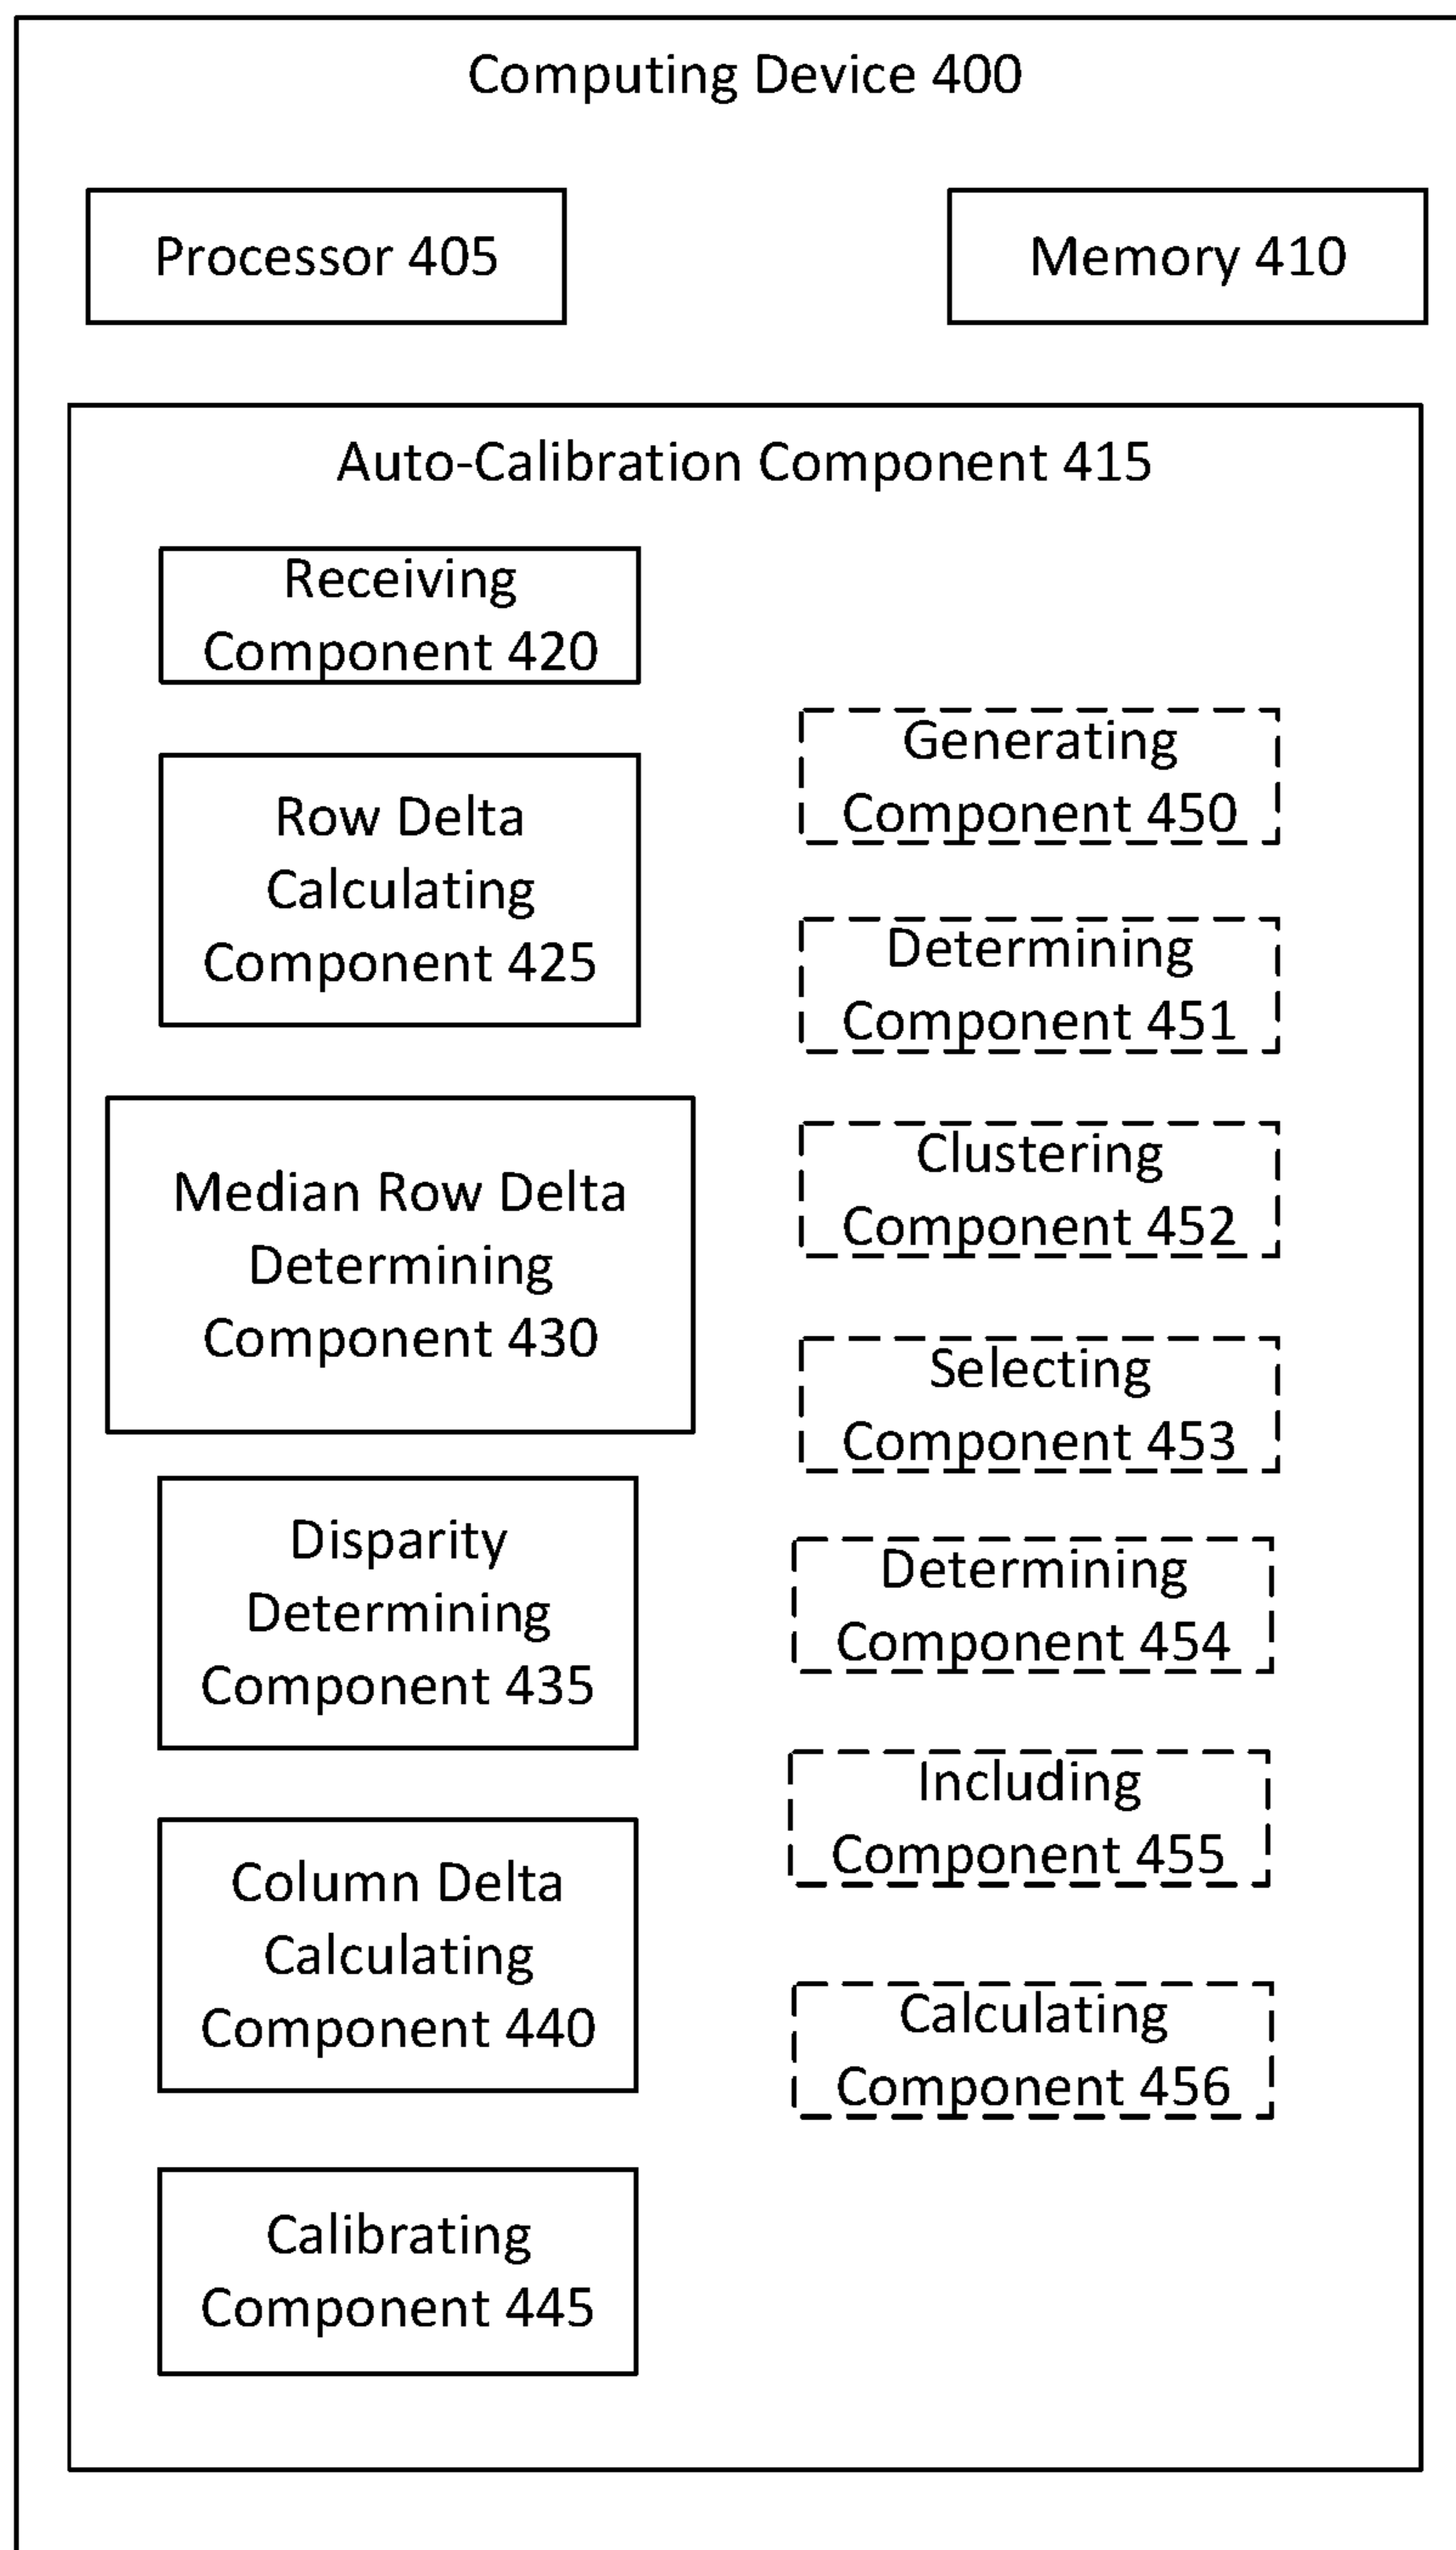 Computing Device 400
Processor 405
Memory 410
Auto-Calibration Component 415
Receiving
Component 420
Row Delta
Calculating
Component 425
Median Row Delta
Determining
Component 430
Disparity
Determining
Component 435
Column Delta
Calculating
Component 440
Calibrating
Component 445
Generating
Component 450
Determining
Component 451
Clustering
Component 452
Selecting
Component 453
Determining
Component 454
Including
Component 455
Calculating
Component 456